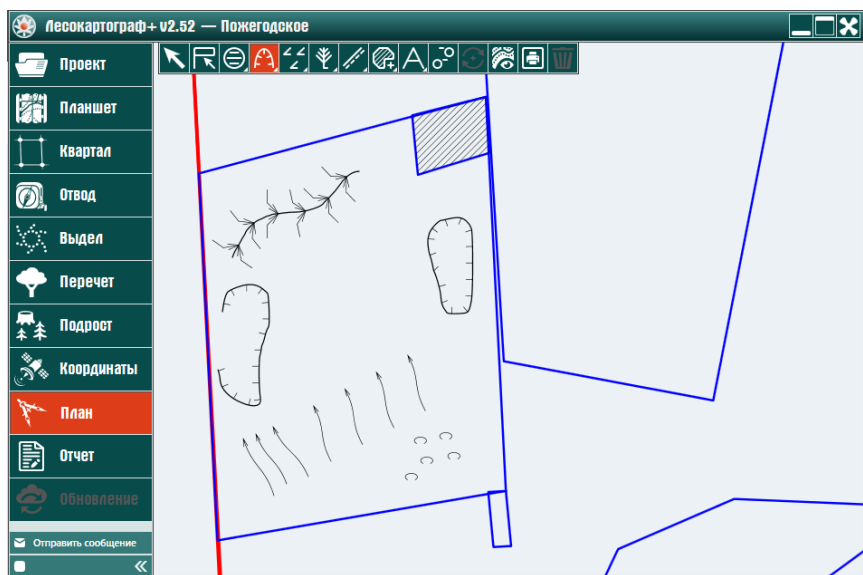 Лесокартограф+ v2.52 — Пожегодское
Проект
Планшет
Квартал
Отвод
Выдел
Перечет
Подрост
Координаты
План
Отчет
Обновление
Отправить сообщение